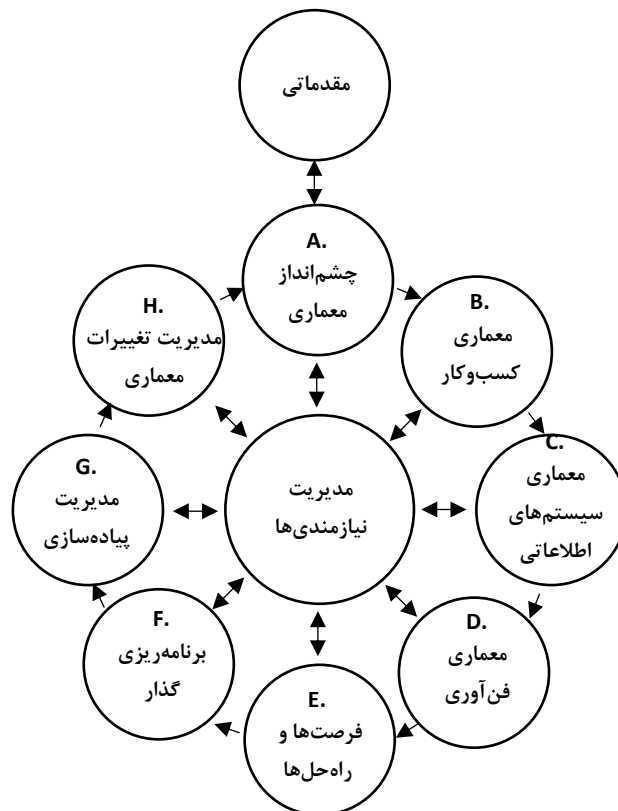 مقدماتی
A.
چشم‌انداز
معماری
B.
معماری
کسب‌وکار
C.
معماری
سیستم‌های
اطلاعاتی
D.
معماری
فن‌آوری
E.
فرصت‌ها و
راه‌حل‌ها
F.
برنامه‌ریزی
گذار
G.
مدیریت
پیاده‌سازی
H.
مدیریت تغییرات
معماری
مدیریت
نیازمندی‌ها